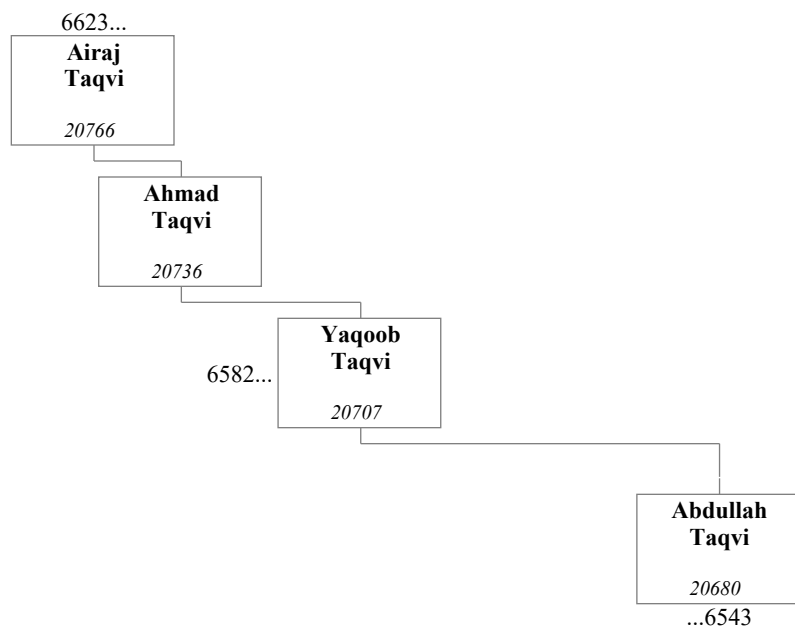 6623...
Airaj
Taqvi
20766
Ahmad
Taqvi
20736
Yaqoob
Taqvi
6582...
20707
Abdullah
Taqvi
20680
...6543